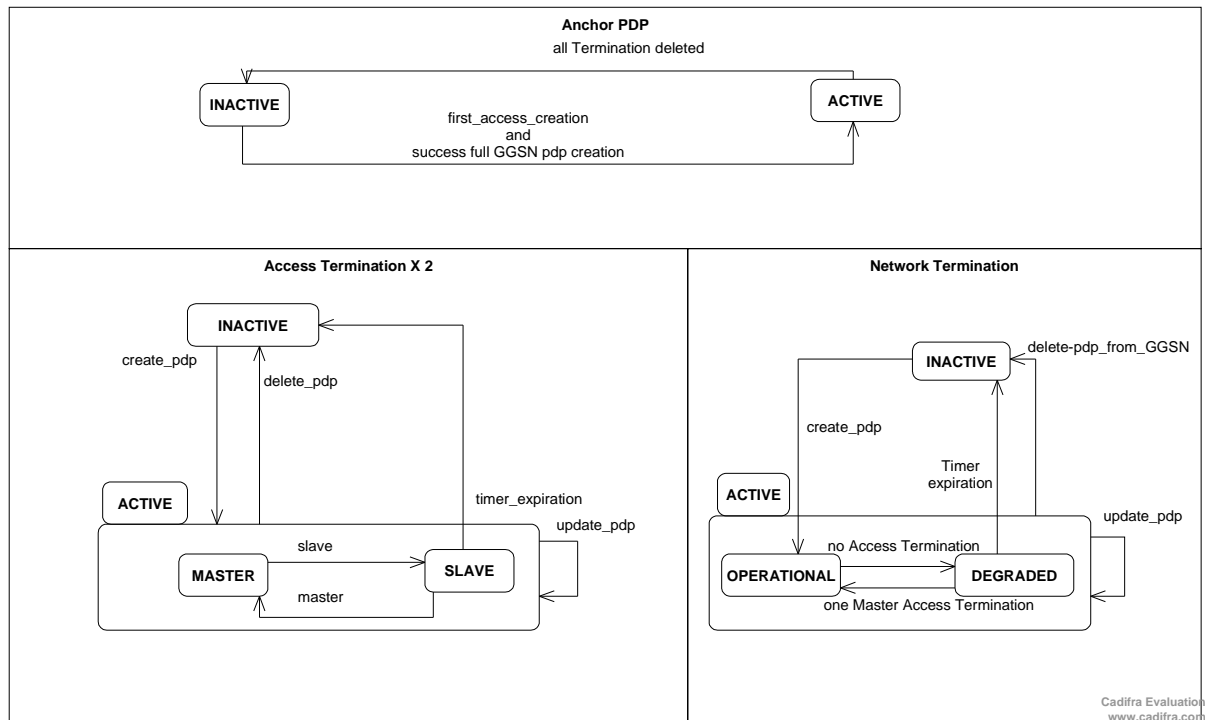 Anchor PDP
all Termination deleted
INACTIVE
ACTIVE
first_access_creation
and
success full GGSN pdp creation
Access Termination X 2
INACTIVE
create_pdp
delete_pdp
ACTIVE
timer_expiration
update_pdp
slave
MASTER
SLAVE
master
Network Termination
delete-pdp_from_GGSN
INACTIVE
create_pdp
Timer
expiration
ACTIVE
update_pdp
no Access Termination
OPERATIONAL
DEGRADED
one Master Access Termination
Cadifra Evaluation
www.cadifra.com